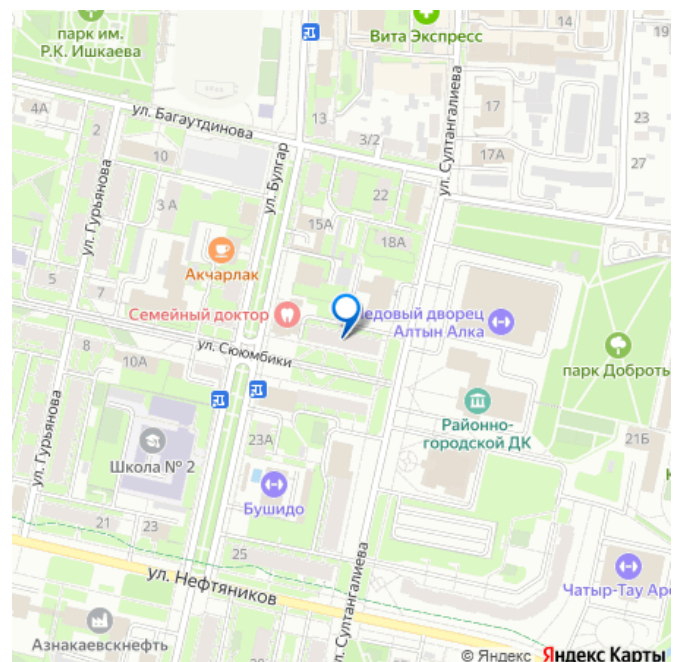 парк им.
Р.К. Ишкаева
Вита Экспресс
14
19
4А
2
ул. Багаутдинова
13
3/2
17
23
17А
27
10
ул. Булгар
ул. Султангалиева
22
ул. Гурьянова
3 А
15А
18А
Акчарлак
5
7
Семейный доктор
едовый дворец
Алтын Алка
8
10А
ул. Сююмбики
парк Доброть
ул. Гурьянова
Районно-
городской ДК
23А
21Б
Школа № 2
Бушидо
21
23
25
ул. Нефтяников
ул. Султангалиева
Чатыр-Тау Аре
Азнакаевскнефть
© Яндекс Яндекс Карты